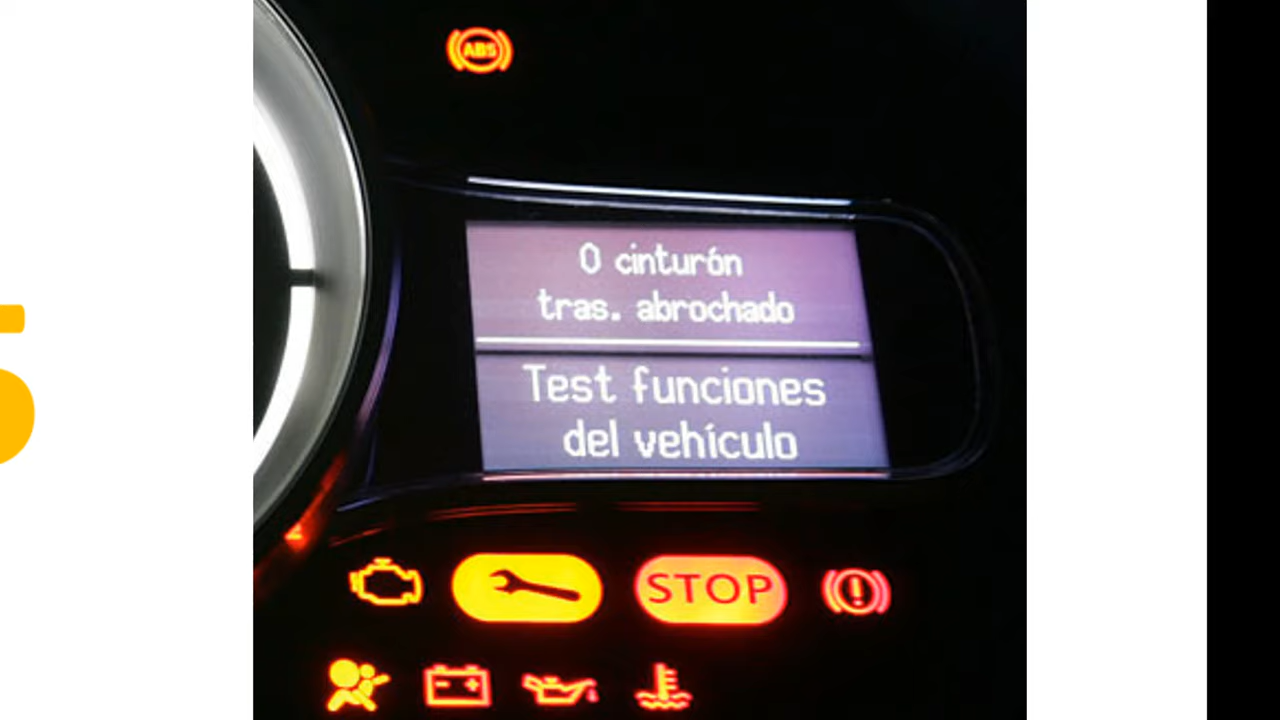 ABS
0 cinturón
tras. abrochado
Test funciones
del vehículo
STOP